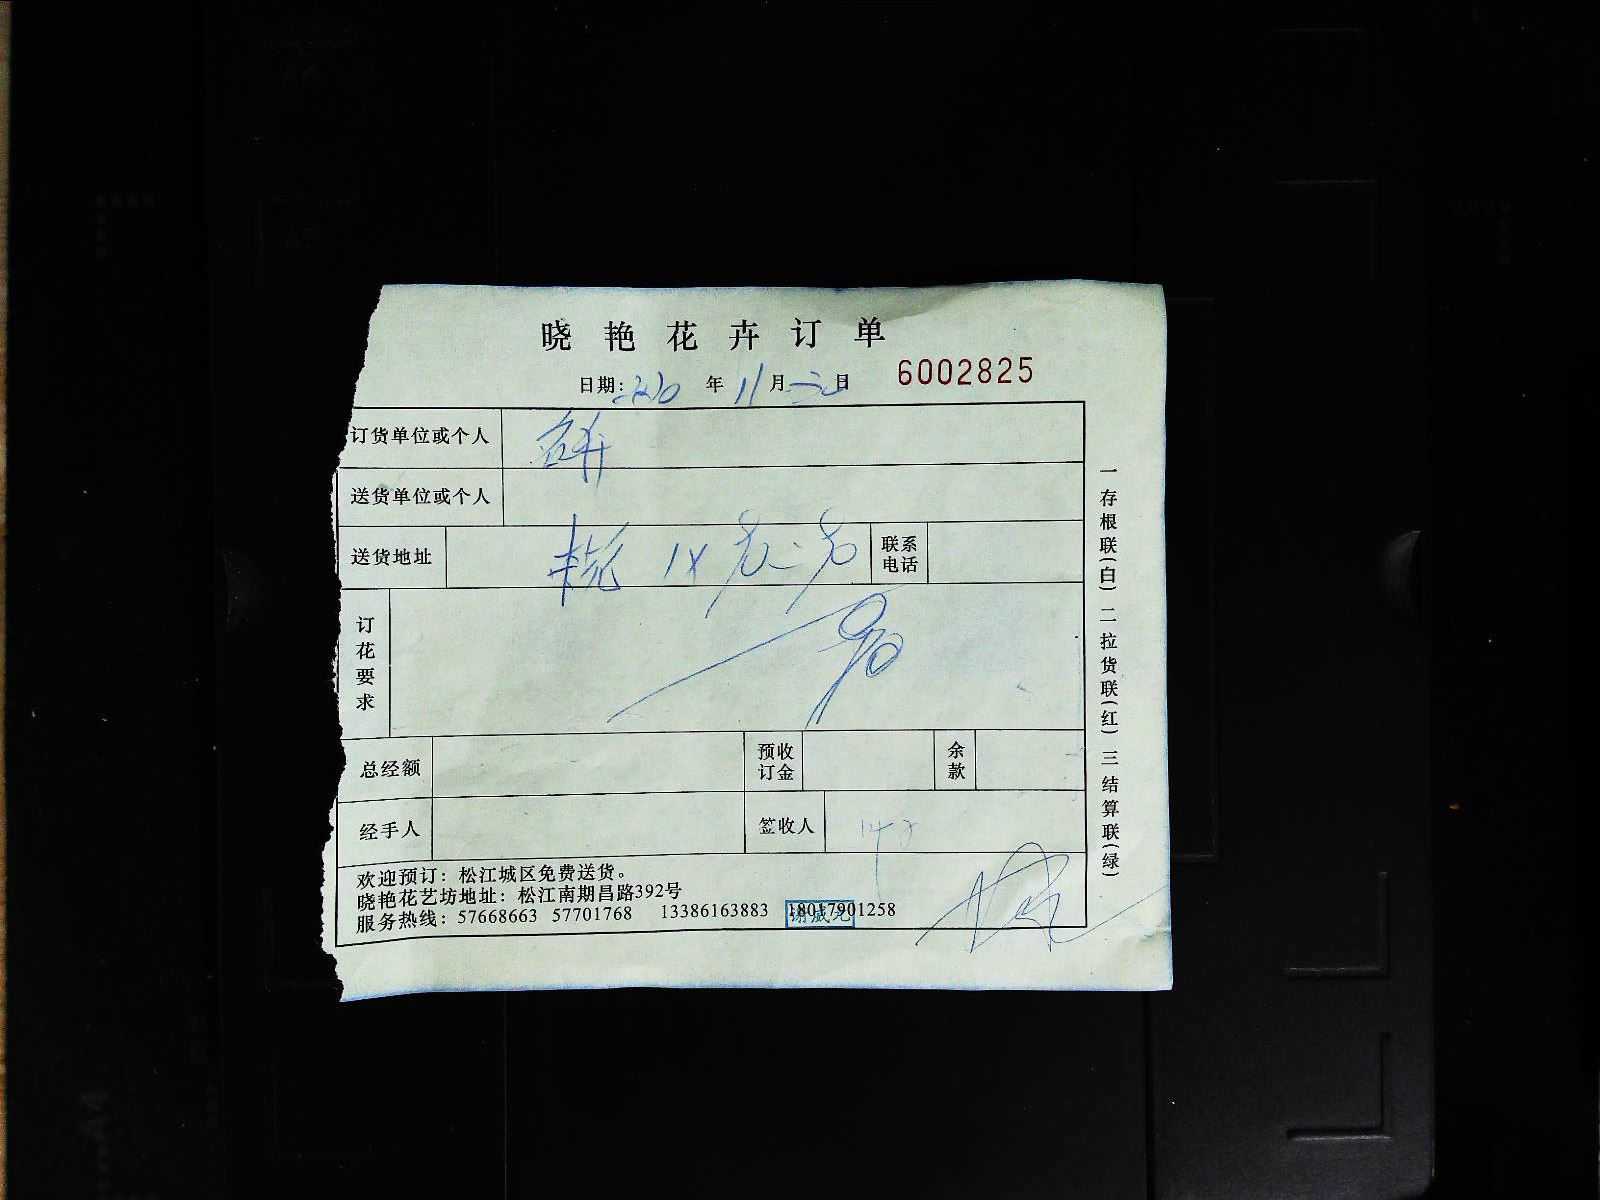 晓艳花卉订单
日期: 年 11 月 日 6002825
订货单位或个人
送货单位或个人
送货地址 联系电话
订花要求
总经额 预收订金 余款
经手人 签收人
欢迎预订：松江城区免费送货。
晓艳花艺坊地址：松江南期昌路392号
服务热线：57668663 57701768 13386163883 18017901258
一存根联(白) 二拉货联(红) 三结算联(绿)